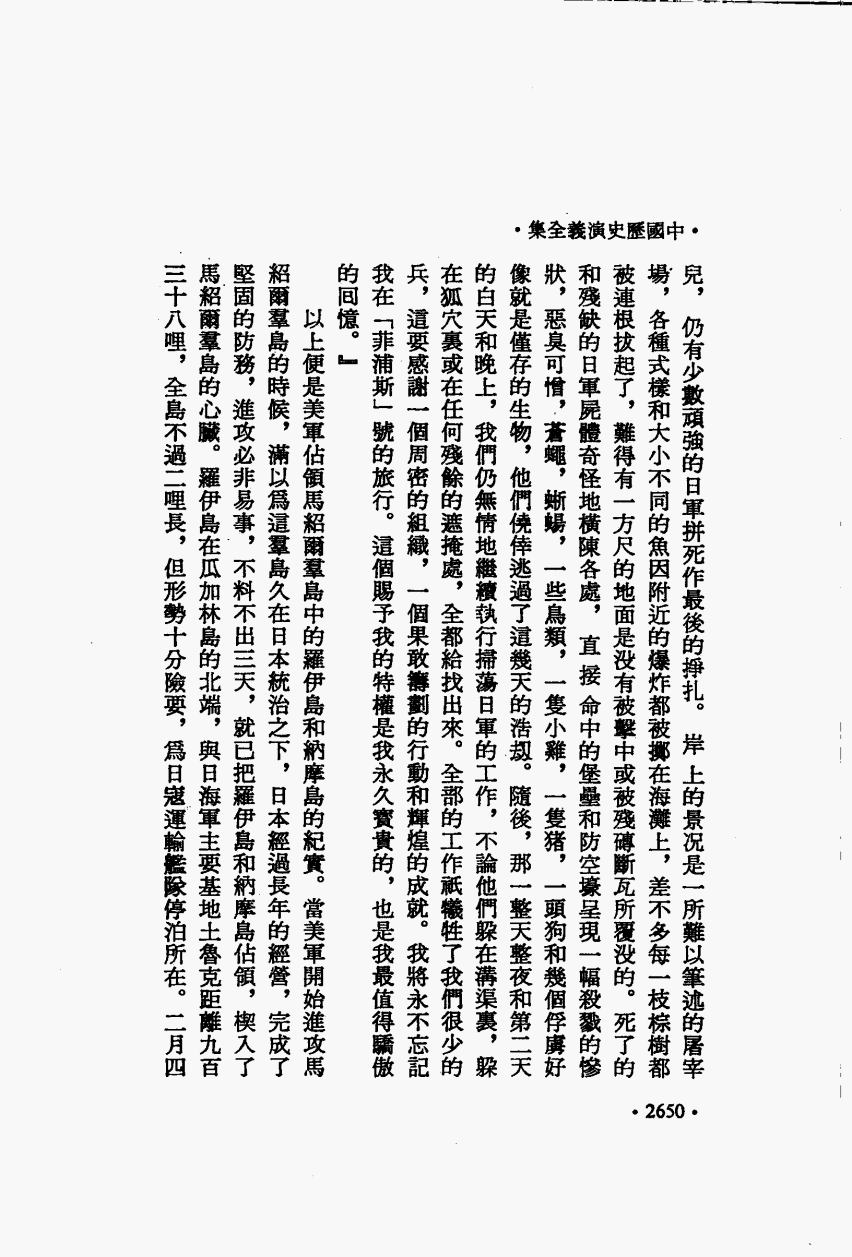 •中國歷史演義全集•
兒，仍有少數頑強的日軍拼死作最後的掙扎。岸上的景况是一所難以筆述的屠宰
場，各種式樣和大小不同的魚因附近的爆炸都被擲在海灘上，差不多每一枝棕樹都
被連根拔起了，難得有一方尺的地面是没有被擊中或被殘磚斷瓦所覆没的。死了的
和殘缺的日軍屍體奇怪地橫陳各處，直接命中的堡壘和防空壕呈現一幅殺戮的慘
狀，惡臭可憎，蒼蠅，蜥蜴，一些鳥類，一隻小雞，一隻猪，一頭狗和幾個俘虜好
像就是僅存的生物，他們僥倖逃過了這幾天的浩刼。隨後，那一整天整夜和第二天
的白天和晚上，我們仍無情地繼續執行掃蕩日軍的工作，不論他們躲在溝渠裏，躲
在狐穴裏或在任何殘餘的遮掩處，全都給找出來。全部的工作祇犧牲了我們很少的
兵，這要感謝一個周密的組織，一個果敢籌劃的行動和輝煌的成就。我將永不忘記
我在「菲浦斯」號的旅行。這個賜予我的特權是我永久寳貴的，也是我最值得驕傲
的囘憶。』
以上便是美軍佔領馬紹爾羣島中的羅伊島和納摩島的紀實。當美軍開始進攻馬
紹爾羣島的時候，滿以爲這羣島久在日本統治之下，日本經過長年的經營，完成了
堅固的防務，進攻必非易事，不料不出三天，就已把羅伊島和納摩島佔領，楔入了
馬紹爾羣島的心臟。羅伊島在瓜加林島的北端，與日海軍主要基地土魯克距離九百
三十八哩，全島不過二哩長，但形勢十分險要，爲日寇運輸艦隊停泊所在。二月四
•2650•